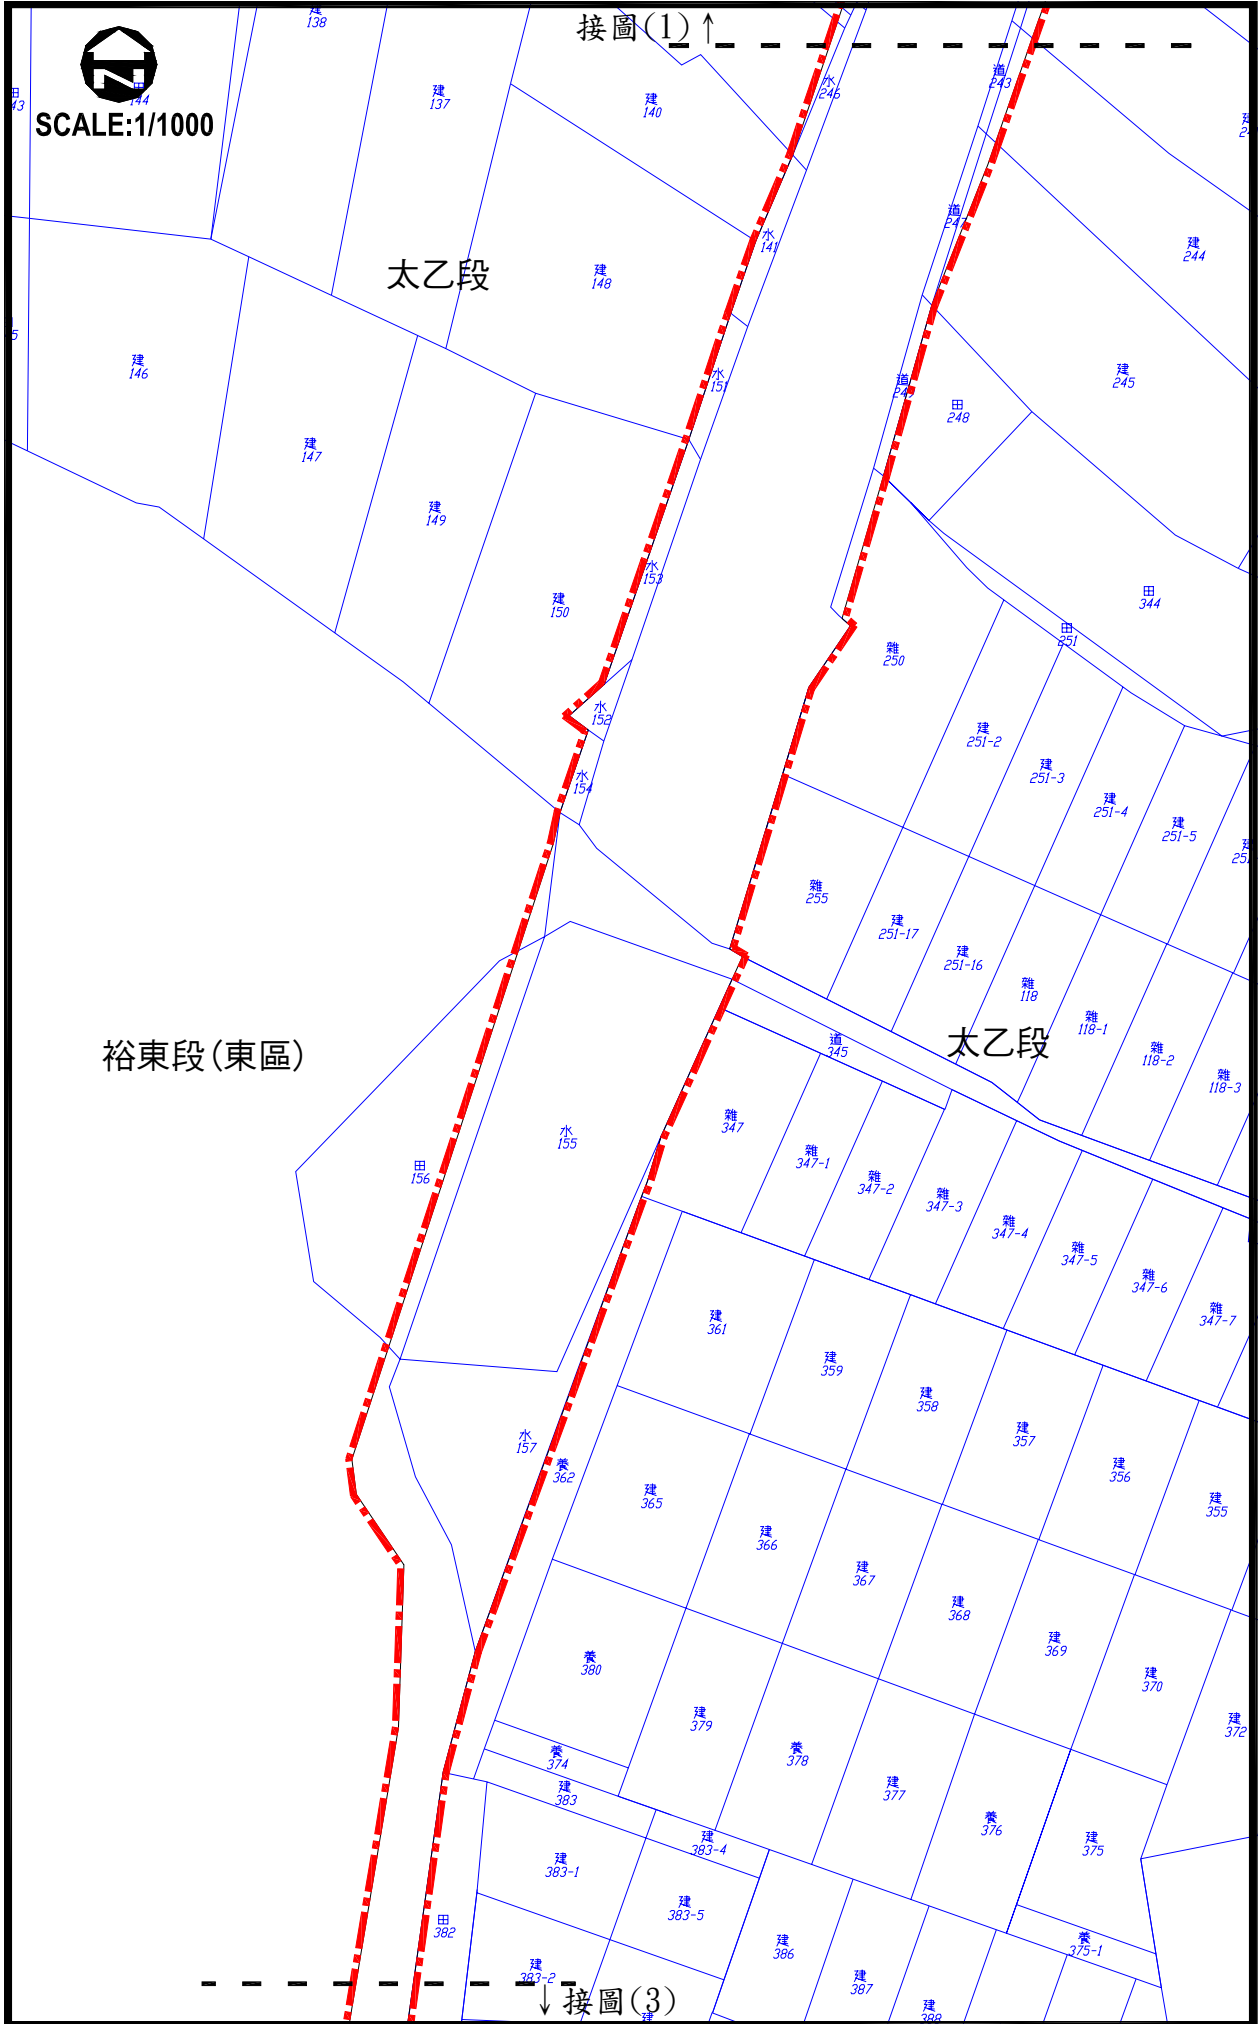 接圖(1)↑
SCALE:1/1000
建
138
田
144
建
137
建
140
水
246
道
243
水
141
道
247
建
244
太乙段
建
148
建
146
水
151
道
249
田
248
建
245
建
147
建
149
水
153
建
150
田
344
田
251
雜
250
水
152
建
251-2
建
251-3
水
154
建
251-4
建
251-5
雜
255
建
251-17
建
251-16
雜
118
雜
118-1
太乙段
道
345
雜
118-2
雜
118-3
裕東段(東區)
水
155
雜
347
雜
347-1
田
156
雜
347-2
雜
347-3
雜
347-4
雜
347-5
雜
347-6
雜
347-7
建
361
建
359
建
358
水
157
建
357
養
362
建
356
建
365
建
355
建
366
建
367
建
368
建
369
養
380
建
370
建
379
建
372
養
378
養
374
建
383
建
377
養
376
建
383-4
建
375
建
383-1
建
383-5
田
382
建
386
養
375-1
建
383-2
建
387
建
388
建
↓接圖(3)